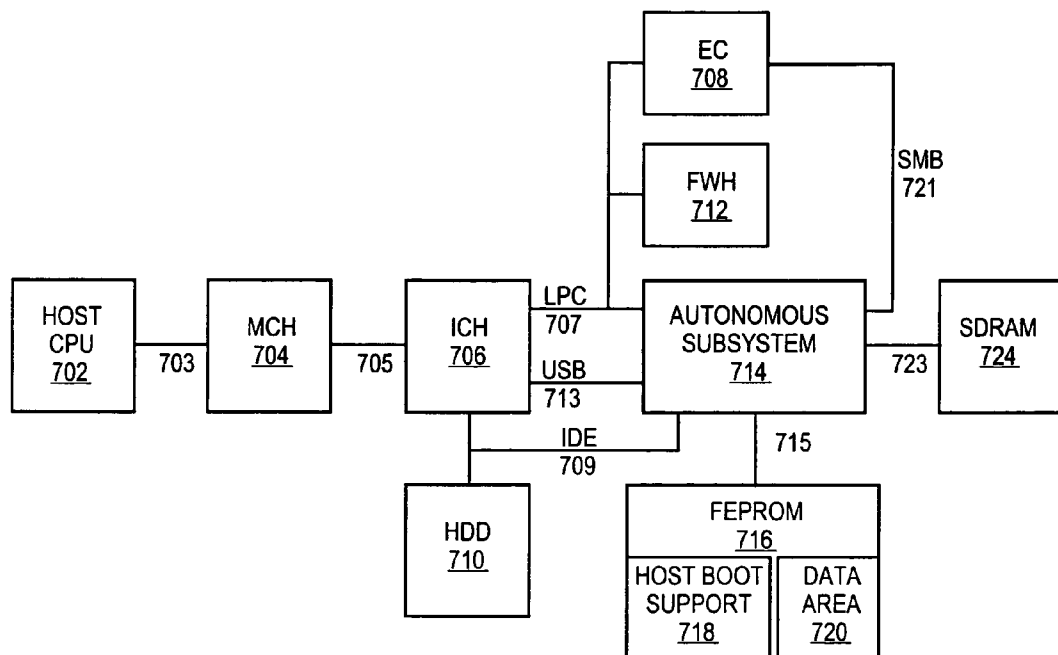 EC
708
SMB
721
FWH
712
HOST
CPU
702
703
MCH
704
705
ICH
706
LPC
707
USB
713
AUTONOMOUS
SUBSYSTEM
714
723
SDRAM
724
IDE
709
715
HDD
710
FEPROM
716
HOST BOOT
SUPPORT
718
DATA
AREA
720